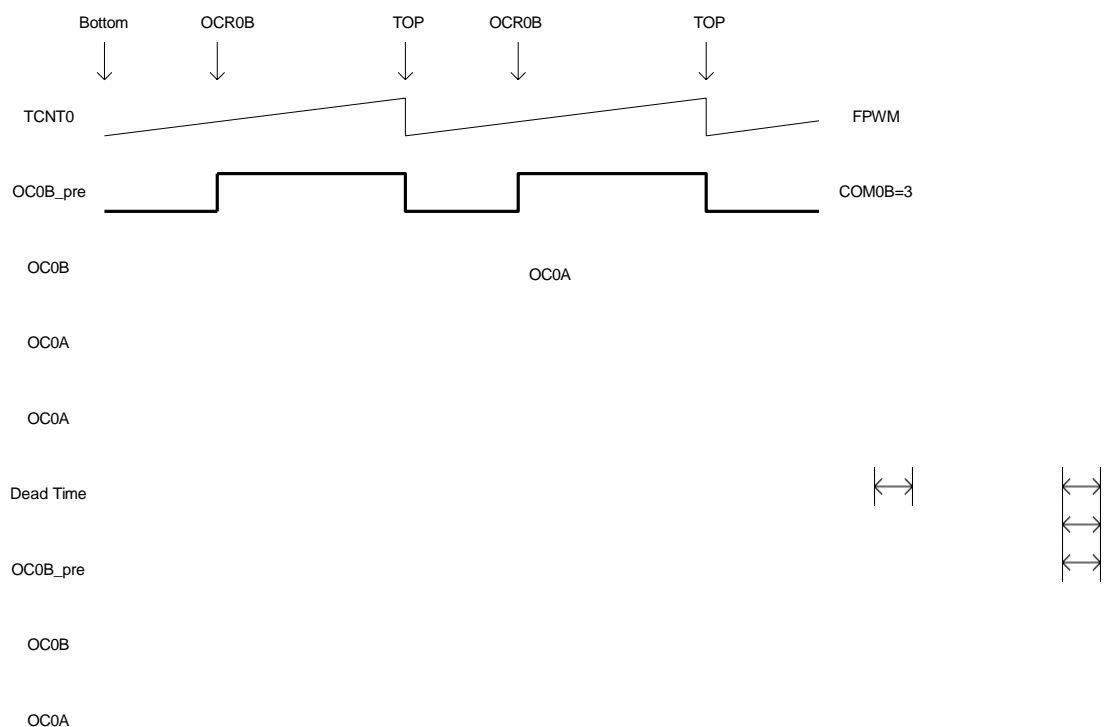 Bottom OCR0B TOP OCR0B TOP
TCNT0 FPWM
OC0B_pre COM0B=3
OC0B OC0A
OC0A
OC0A
Dead Time
OC0B_pre
OC0B
OC0A